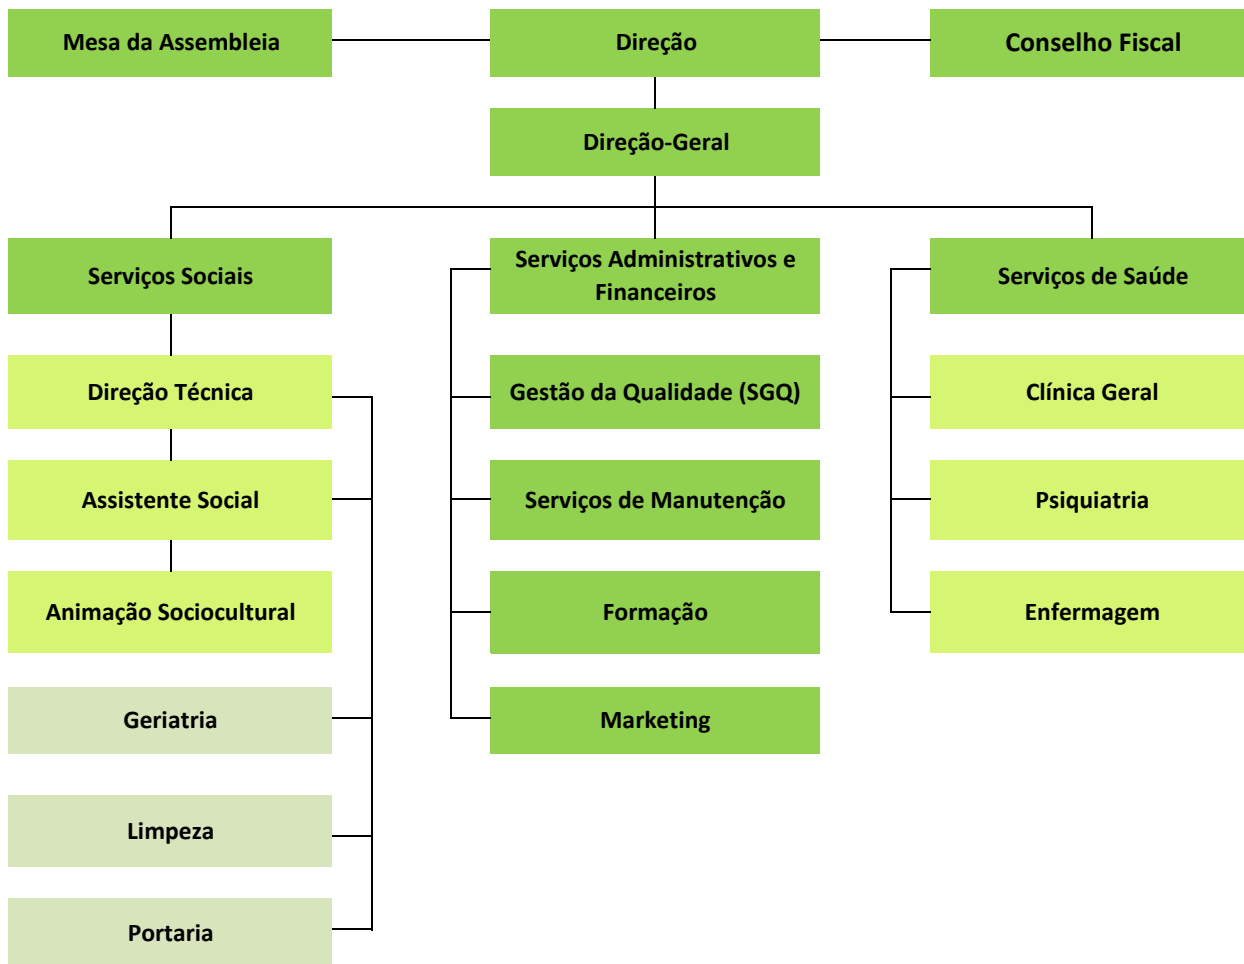 Mesa da Assembleia
Direção
Conselho Fiscal
Direção-Geral
Serviços Sociais
Serviços Administrativos e
Financeiros
Serviços de Saúde
Direção Técnica
Gestão da Qualidade (SGQ)
Clínica Geral
Assistente Social
Serviços de Manutenção
Psiquiatria
Animação Sociocultural
Formação
Enfermagem
Geriatria
Marketing
Limpeza
Portaria